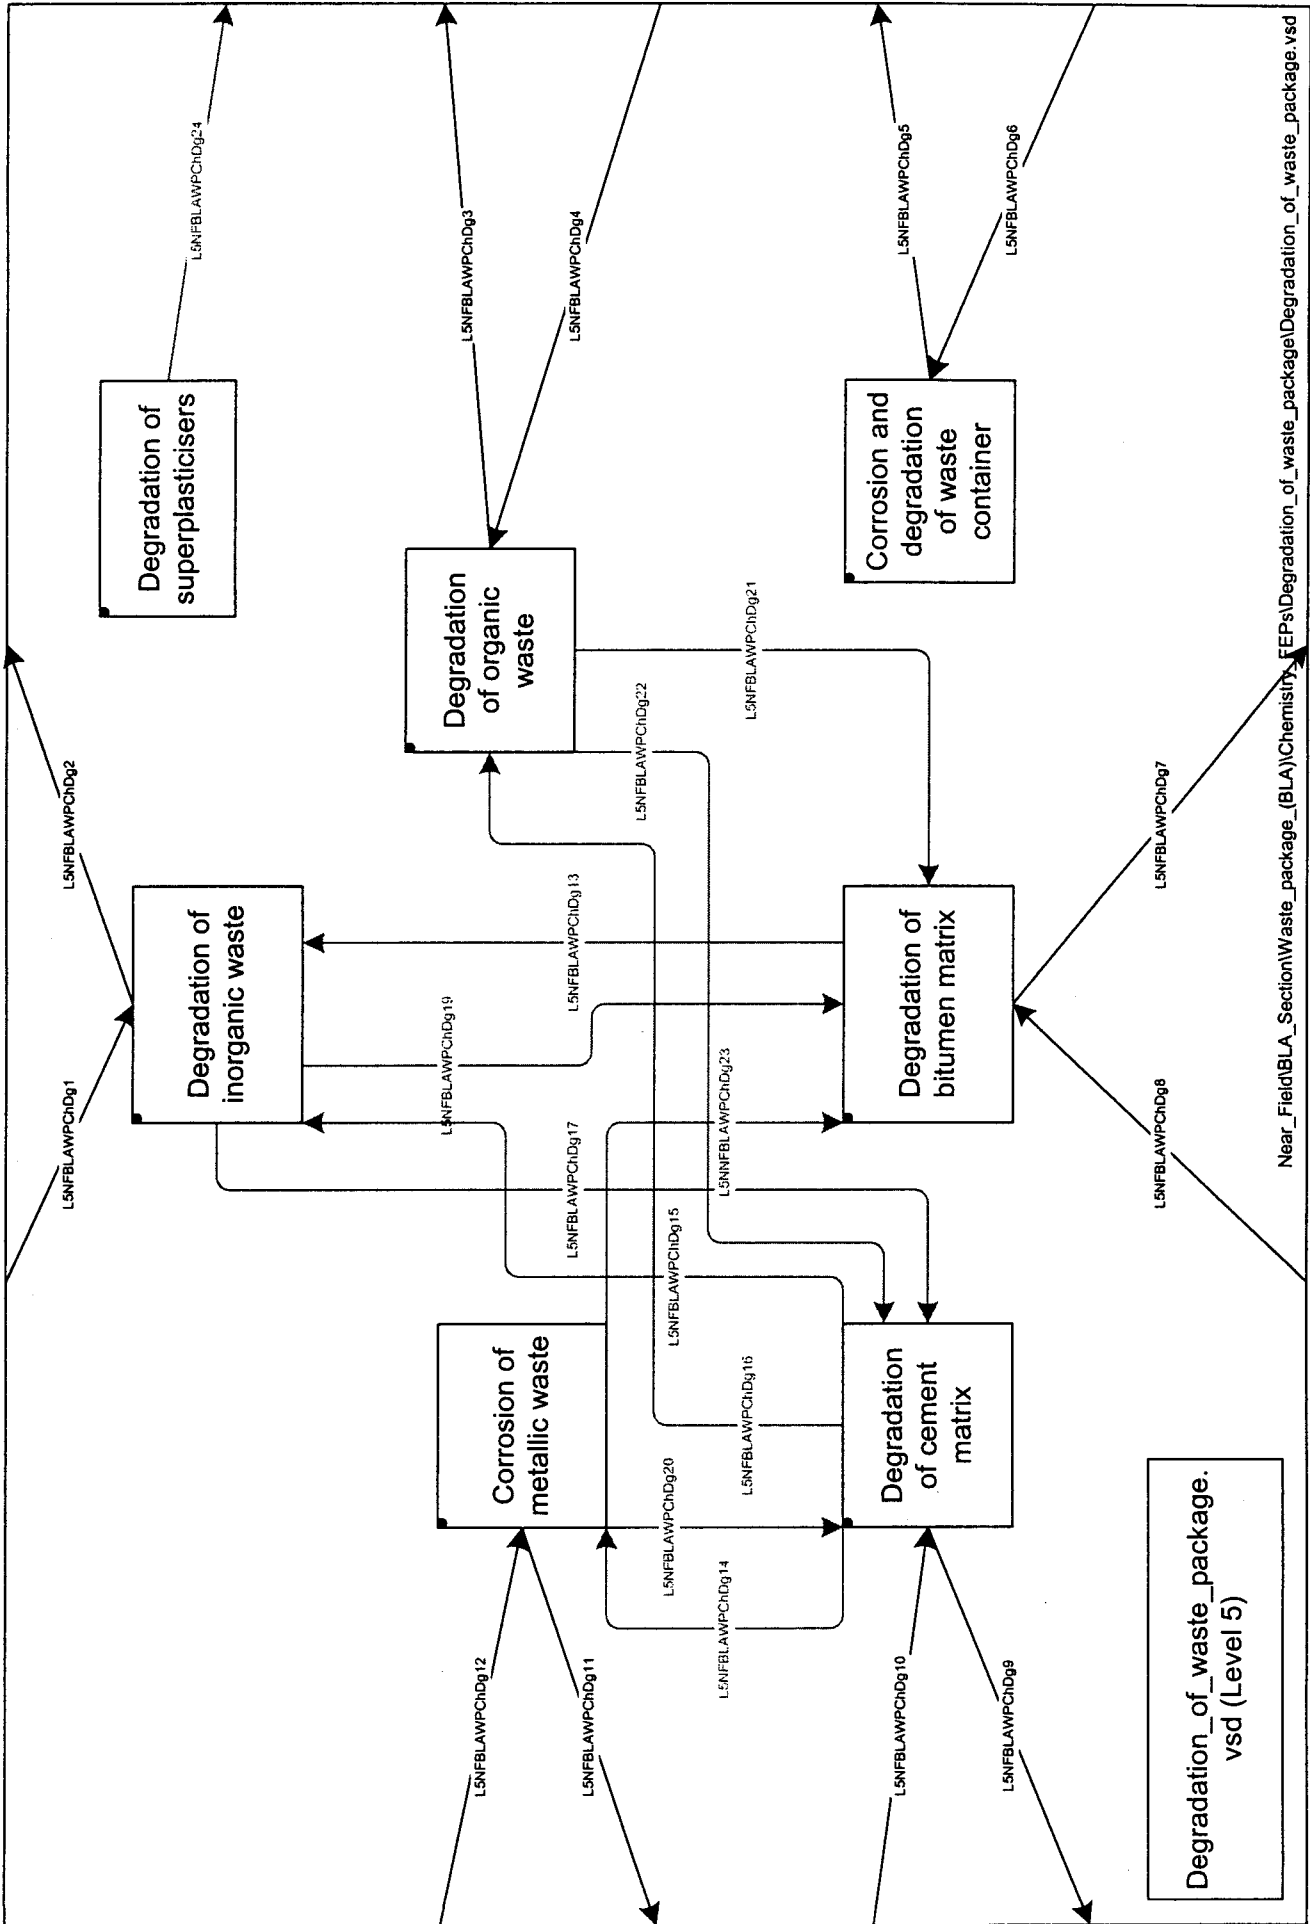 L5NFBLAWPChDg1
L5NFBLAWPChDg2
Degradation of
superplasticisers
L5NFBLAWPChDg24
Degradation of
inorganic waste
L5NFBLAWPChDg19
L5NFBLAWPChDg3
L5NFBLAWPChDg12
Corrosion of
metallic waste
Degradation
of organic
waste
L5NFBLAWPChDg17
L5NFBLAWPChDg13
L5NFBLAWPChDg4
L5NFBLAWPChDg11
L5NFBLAWPChDg22
L5NFBLAWPChDg20
L5NFBLAWPChDg15
L5NFBLAWPChDg14
L5NNFBLAWPChDg23
L5NFBLAWPChDg16
L5NFBLAWPChDg21
L5NFBLAWPChDg10
Degradation
of cement
matrix
Degradation of
bitumen matrix
Corrosion and
degradation
of waste
container
L5NFBLAWPChDg5
L5NFBLAWPChDg9
L5NFBLAWPChDg6
L5NFBLAWPChDg8
L5NFBLAWPChDg7
Degradation_of_waste_package.
vsd (Level 5)
Near_Field\BLA_Section\Waste_package_(BLA)\Chemistry_FEPs\Degradation_of_waste_package\Degradation_of_waste_package.vsd